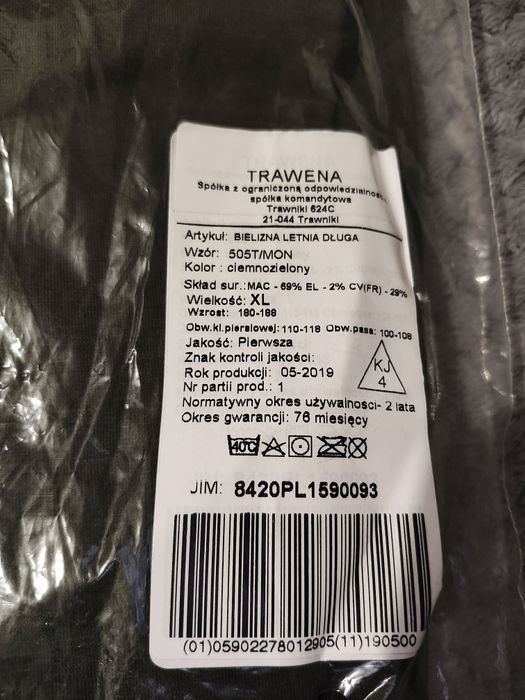 TRAWENA
Spółka z ograniczoną odpowiedzialnoś
spółka komandytowa
Trawniki 624C
21-044 Trawniki
Artykuł: BIELIZNA LETNIA DŁUGA
Wzór: 505T/MON
Kolor : ciemnozielony
Skład sur.: MAC - 69% EL - 2% CV(FR) - 29%
Wielkość: XL
Wzrost: 180-188
Obw.kl.piersiowej: 110-118 Obw.pasa: 100-108
Jakość: Pierwsza
Znak kontroli jakości:
KJ
4
Rok produkcji: 05-2019
Nr partii prod.: 1
Normatywny okres używalności- 2 lata
Okres gwarancji: 76 miesięcy
40°C
JIM: 8420PL1590093
(01)05902278012905(11)190500